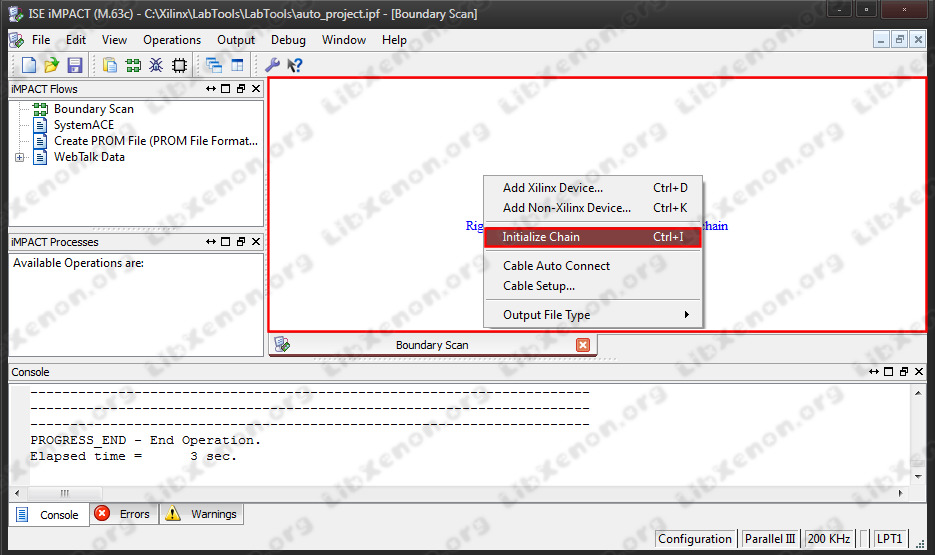 ISE iMPACT (M.63c) - C:\Xilinx\LabTools\LabTools\auto_project.ipf - [Boundary Scan]
File Edit View Operations Output Debug Window Help
iMPACT Flows
Boundary Scan
SystemACE
Create PROM File (PROM File Format...
WebTalk Data
iMPACT Processes
Available Operations are:
Add Xilinx Device... Ctrl+D
Add Non-Xilinx Device... Ctrl+K
Initialize Chain Ctrl+I
Cable Auto Connect
Cable Setup...
Output File Type
Boundary Scan
Console
PROGRESS_END - End Operation.
Elapsed time = 3 sec.
Console Errors Warnings
Configuration Parallel III 200 KHz LPT1
LibXenon.org